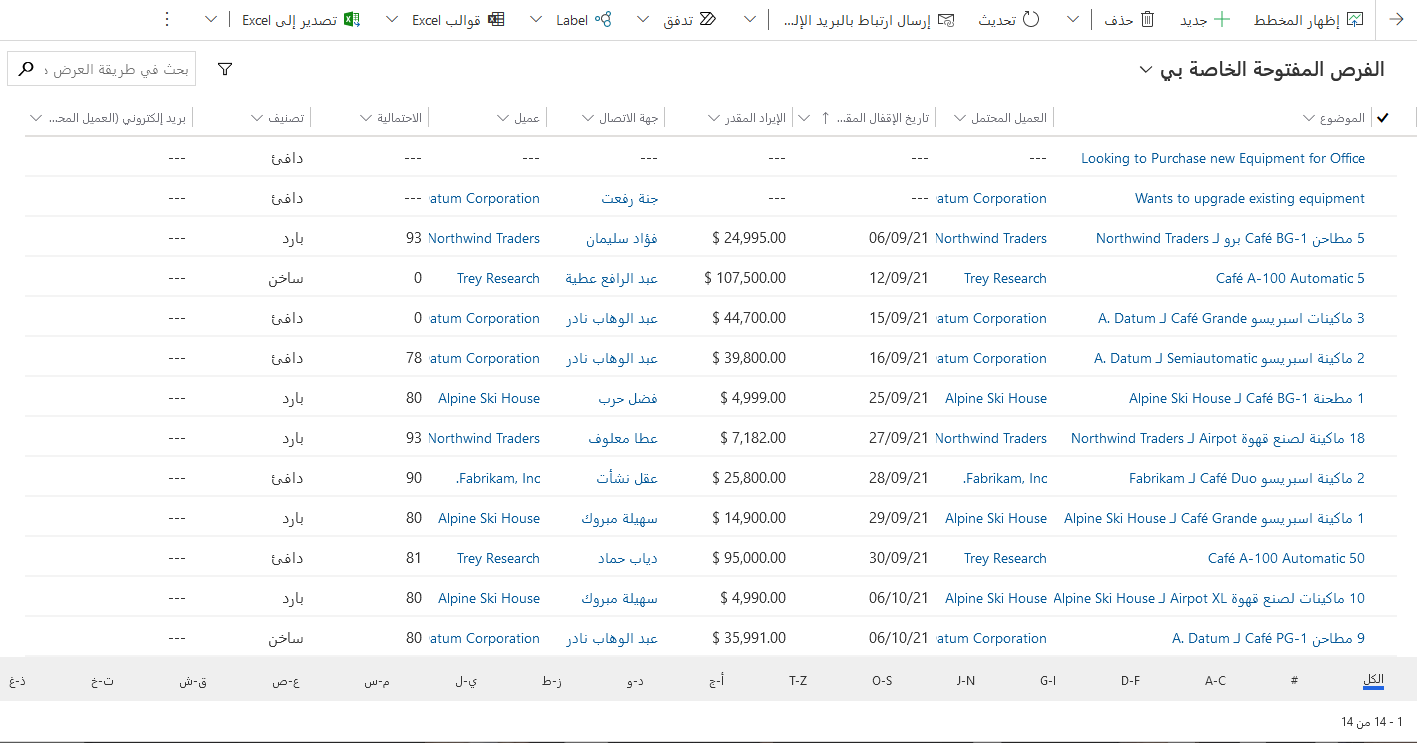 إظهار المخطط جديد حذف تحديث إرسال ارتباط بالبريد الإلـ... تدفق Label قوالب Excel تصدير إلى Excel
الفرص المفتوحة الخاصة بي
بحث في طريقة العرض
الموضوع العميل المحتمل تاريخ الإقفال المقـ... الإيراد المقدر جهة الاتصال عميل الاحتمالية تصنيف بريد إلكتروني (العميل المحـ...
Looking to Purchase new Equipment for Office --- --- --- --- --- --- دافئ ---
Wants to upgrade existing equipment atum Corporation --- --- جنة رفعت atum Corporation --- دافئ ---
5 مطاحن Café BG-1 برو لـ Northwind Traders Northwind Traders 06/09/21 $ 24,995.00 فؤاد سليمان Northwind Traders 93 بارد ---
Café A-100 Automatic 5 Trey Research 12/09/21 $ 107,500.00 عبد الرافع عطية Trey Research 0 ساخن ---
3 ماكينات اسبريسو Café Grande لـ A. Datum atum Corporation 15/09/21 $ 44,700.00 عبد الوهاب نادر atum Corporation 0 دافئ ---
2 ماكينة اسبريسو Semiautomatic لـ A. Datum atum Corporation 16/09/21 $ 39,800.00 عبد الوهاب نادر atum Corporation 78 دافئ ---
1 مطحنة Café BG-1 لـ Alpine Ski House Alpine Ski House 25/09/21 $ 4,999.00 فضل حرب Alpine Ski House 80 بارد ---
18 ماكينة لصنع قهوة Airpot لـ Northwind Traders Northwind Traders 27/09/21 $ 7,182.00 عطا معلوف Northwind Traders 93 بارد ---
2 ماكينة اسبريسو Café Duo لـ Fabrikam .Fabrikam, Inc 28/09/21 $ 25,800.00 عقل نشأت .Fabrikam, Inc 90 دافئ ---
1 ماكينة اسبريسو Café Grande لـ Alpine Ski House Alpine Ski House 29/09/21 $ 14,900.00 سهيلة مبروك Alpine Ski House 80 بارد ---
Café A-100 Automatic 50 Trey Research 30/09/21 $ 95,000.00 دياب حماد Trey Research 81 دافئ ---
10 ماكينات لصنع قهوة Airpot XL لـ Alpine Ski House Alpine Ski House 06/10/21 $ 4,990.00 سهيلة مبروك Alpine Ski House 80 بارد ---
9 مطاحن Café PG-1 لـ A. Datum atum Corporation 06/10/21 $ 35,991.00 عبد الوهاب نادر atum Corporation 80 ساخن ---
الكل # A-C D-F G-I J-N O-S T-Z أ-ج د-و ز-ط ي-ل م-س ع-ص ق-ش ت-خ ذ-غ
1 - 14 من 14